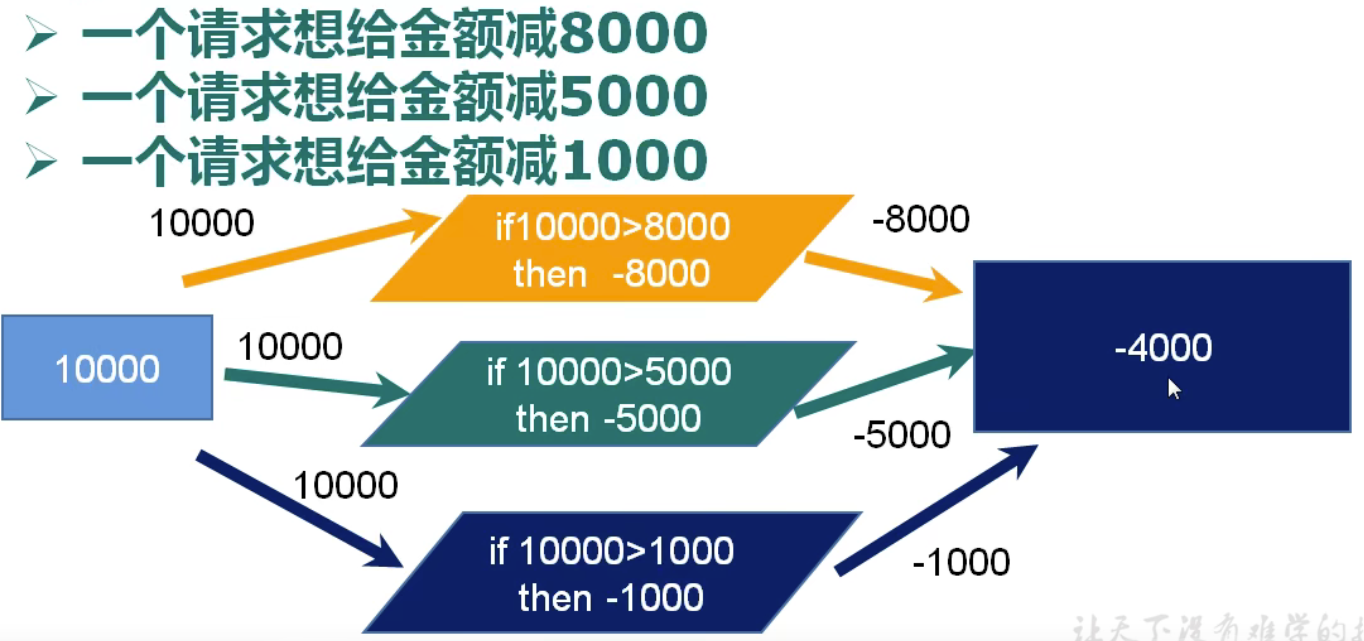 一个请求想给金额减8000
一个请求想给金额减5000
一个请求想给金额减1000
10000
if10000>8000
then -8000
-8000
10000
10000
if 10000>5000
then -5000
-5000
-4000
10000
if 10000>1000
then -1000
-1000
让天下没有难学的